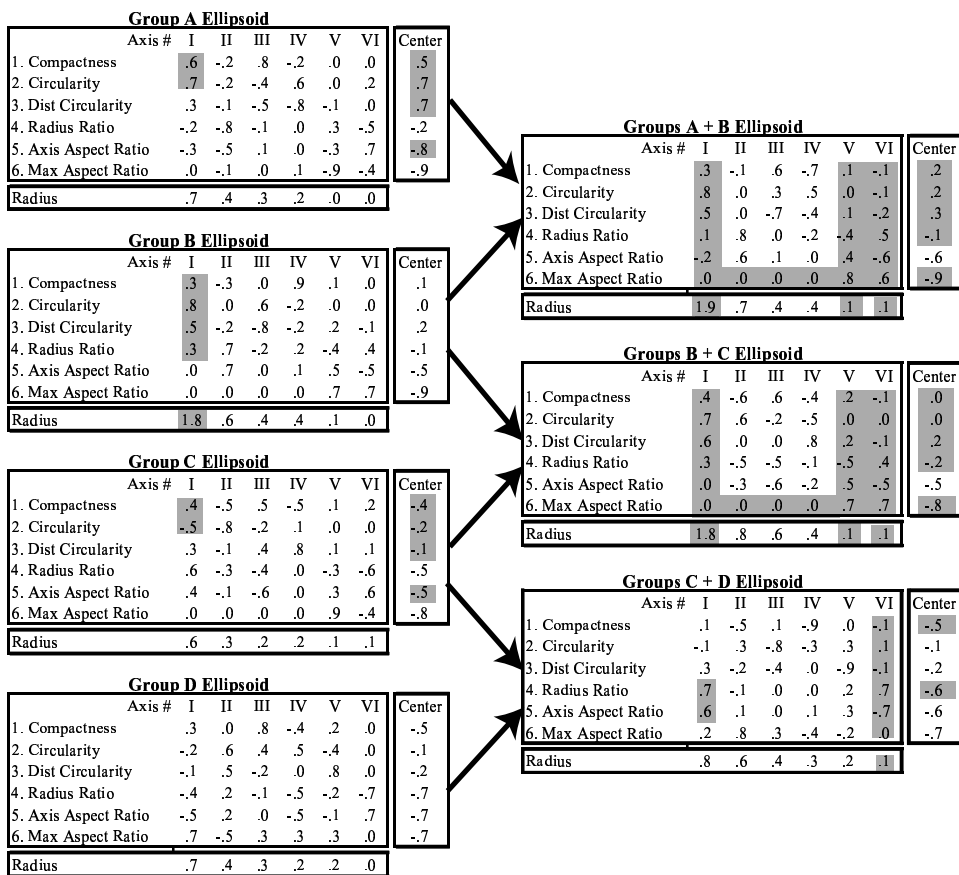 Group A Ellipsoid
Axis # I II III IV V VI Center
1. Compactness .6 -.2 .8 -.2 .0 .0 .5
2. Circularity .7 -.2 -.4 .6 .0 .2 .7
3. Dist Circularity .3 -.1 -.5 -.8 -.1 .0 .7
4. Radius Ratio -.2 -.8 -.1 .0 .3 -.5 -.2
5. Axis Aspect Ratio -.3 -.5 .1 .0 -.3 .7 -.8
6. Max Aspect Ratio .0 -.1 .0 .1 -.9 -.4 -.9
Radius .7 .4 .3 .2 .0 .0
Group B Ellipsoid
Axis # I II III IV V VI Center
1. Compactness .3 -.3 .0 .9 .1 .0 .1
2. Circularity .8 .0 .6 -.2 .0 .0 .0
3. Dist Circularity .5 -.2 -.8 -.2 .2 -.1 .2
4. Radius Ratio .3 .7 -.2 .2 -.4 .4 -.1
5. Axis Aspect Ratio .0 .7 .0 .1 .5 -.5 -.5
6. Max Aspect Ratio .0 .0 .0 .0 .7 .7 -.9
Radius 1.8 .6 .4 .4 .1 .0
Group C Ellipsoid
Axis # I II III IV V VI Center
1. Compactness .4 -.5 .5 -.5 .1 .2 -.4
2. Circularity -.5 -.8 -.2 .1 .0 .0 -.2
3. Dist Circularity .3 -.1 .4 .8 .1 .1 -.1
4. Radius Ratio .6 -.3 -.4 .0 -.3 -.6 -.5
5. Axis Aspect Ratio .4 -.1 -.6 .0 .3 .6 -.5
6. Max Aspect Ratio .0 .0 .0 .0 .9 -.4 -.8
Radius .6 .3 .2 .2 .1 .1
Group D Ellipsoid
Axis # I II III IV V VI Center
1. Compactness .3 .0 .8 -.4 .2 .0 -.5
2. Circularity -.2 .6 .4 .5 -.4 .0 -.1
3. Dist Circularity -.1 .5 -.2 .0 .8 .0 -.2
4. Radius Ratio -.4 .2 -.1 -.5 -.2 -.7 -.7
5. Axis Aspect Ratio -.5 .2 .0 -.5 -.1 .7 -.7
6. Max Aspect Ratio .7 -.5 .3 .3 .3 .0 -.7
Radius .7 .4 .3 .2 .2 .0
Groups A + B Ellipsoid
Axis # I II III IV V VI Center
1. Compactness .3 -.1 .6 -.7 .1 -.1 .2
2. Circularity .8 .0 .3 .5 .0 -.1 .2
3. Dist Circularity .5 .0 -.7 -.4 .1 -.2 .3
4. Radius Ratio .1 .8 .0 -.2 -.4 .5 -.1
5. Axis Aspect Ratio -.2 .6 .1 .0 .4 -.6 -.6
6. Max Aspect Ratio .0 .0 .0 .0 .8 .6 -.9
Radius 1.9 .7 .4 .4 .1 .1
Groups B + C Ellipsoid
Axis # I II III IV V VI Center
1. Compactness .4 -.6 .6 -.4 .2 -.1 .0
2. Circularity .7 .6 -.2 -.5 .0 .0 .0
3. Dist Circularity .6 .0 .0 .8 .2 -.1 .2
4. Radius Ratio .3 -.5 -.5 -.1 -.5 .4 -.2
5. Axis Aspect Ratio .0 -.3 -.6 -.2 .5 -.5 -.5
6. Max Aspect Ratio .0 .0 .0 .0 .7 .7 -.8
Radius 1.8 .8 .6 .4 .1 .1
Groups C + D Ellipsoid
Axis # I II III IV V VI Center
1. Compactness .1 -.5 .1 -.9 .0 -.1 -.5
2. Circularity -.1 .3 -.8 -.3 .3 .1 -.1
3. Dist Circularity .3 -.2 -.4 .0 -.9 -.1 -.2
4. Radius Ratio .7 -.1 .0 .0 .2 .7 -.6
5. Axis Aspect Ratio .6 .1 .0 .1 .3 -.7 -.6
6. Max Aspect Ratio .2 .8 .3 -.4 -.2 .0 -.7
Radius .8 .6 .4 .3 .2 .1